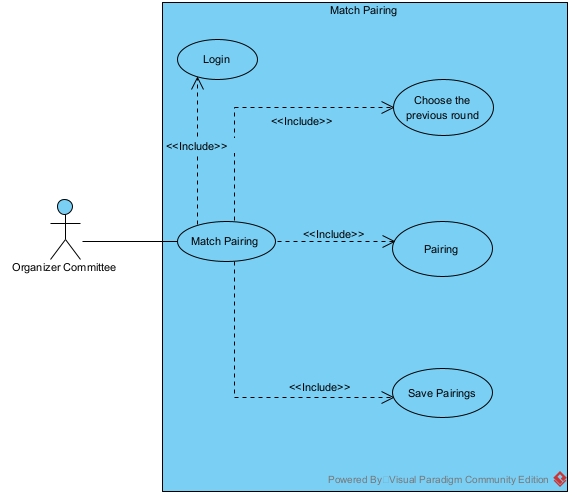 Match Pairing
Login
Choose the
previous round
<<Include>>
<<Include>>
Match Pairing
<<Include>>
Pairing
Organizer Committee
<<Include>>
Save Pairings
Powered By Visual Paradigm Community Edition